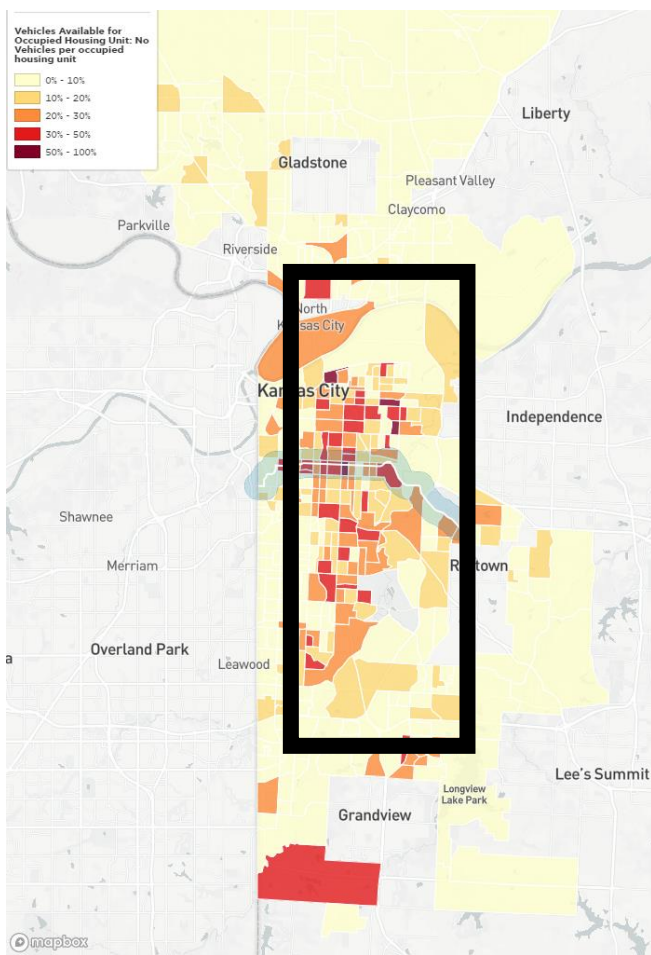 Vehicles Available for
Occupied Housing Unit: No
Vehicles per occupied
housing unit
0% - 10%
10% - 20%
20% - 30%
30% - 50%
50% - 100%
Liberty
Gladstone
Pleasant Valley
Claycomo
Parkville
Riverside
North
Kansas City
Kansas City
Independence
Shawnee
Merriam
Overland Park
Leawood
a
Lee's Summit
Longview
Lake Park
Grandview
mapbox